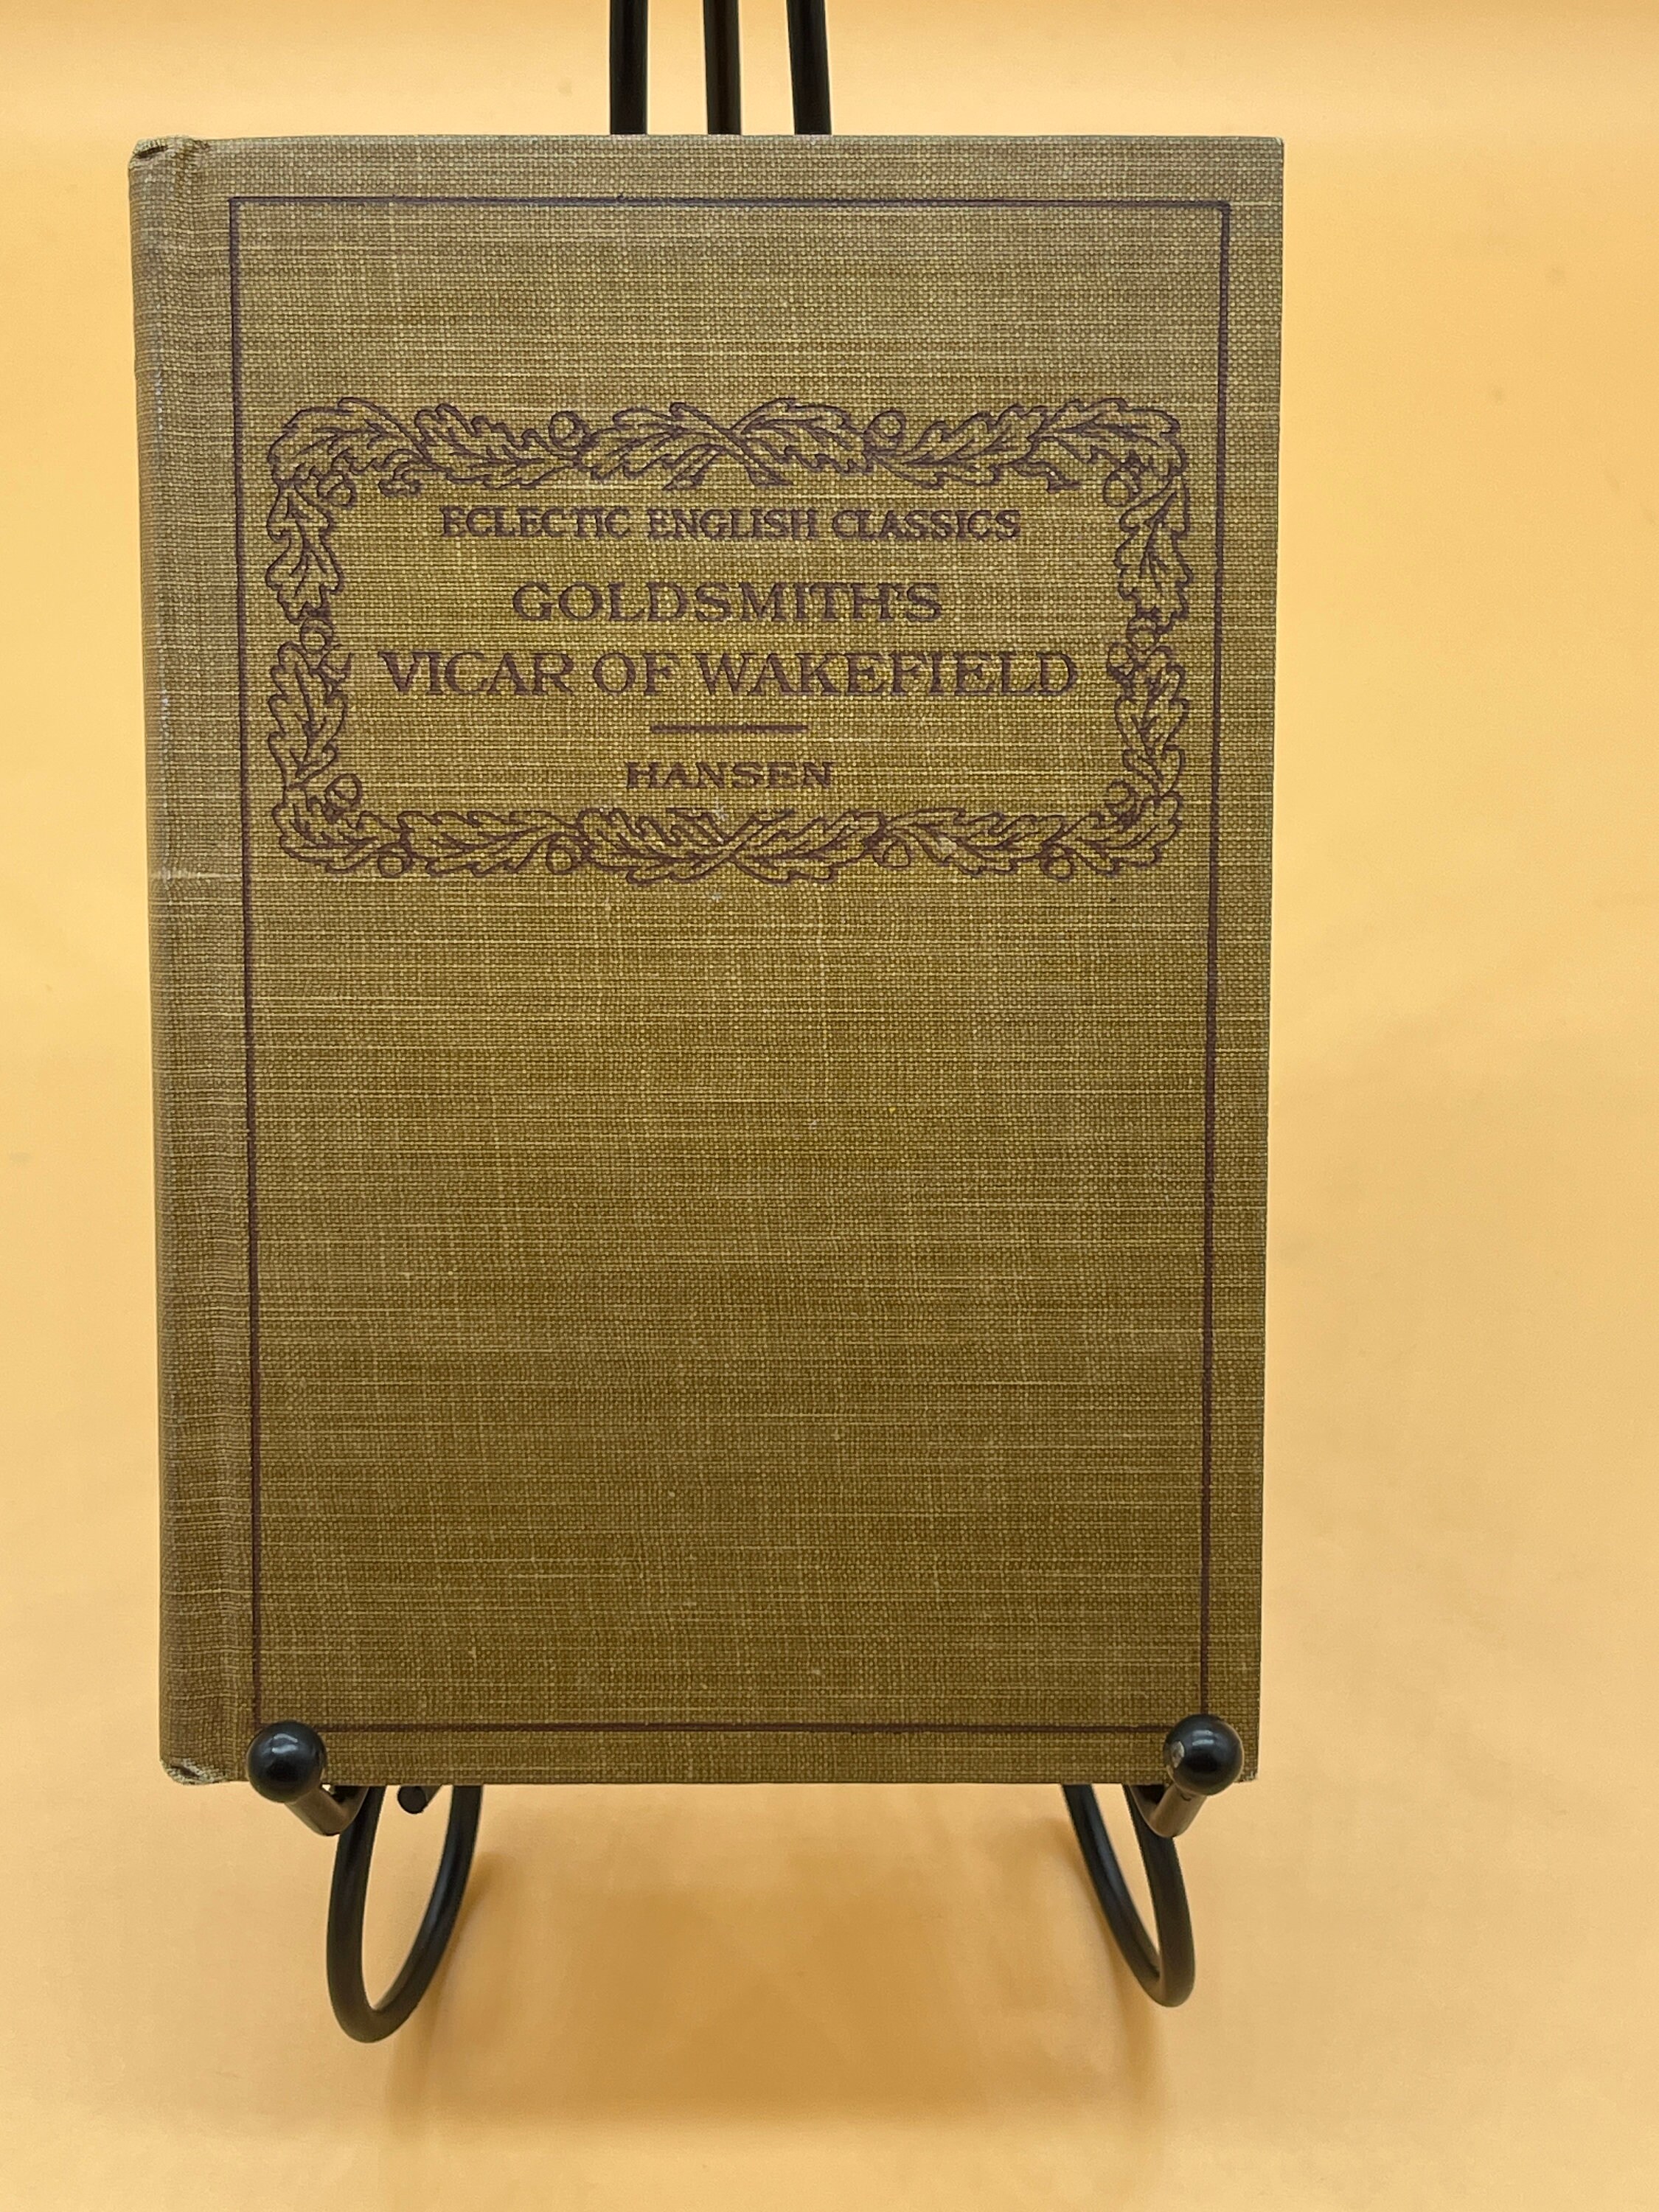 ECLECTIC ENGLISH CLASSICS
GOLDSMITH'S
VICAR OF WAKEFIELD
HANSEN